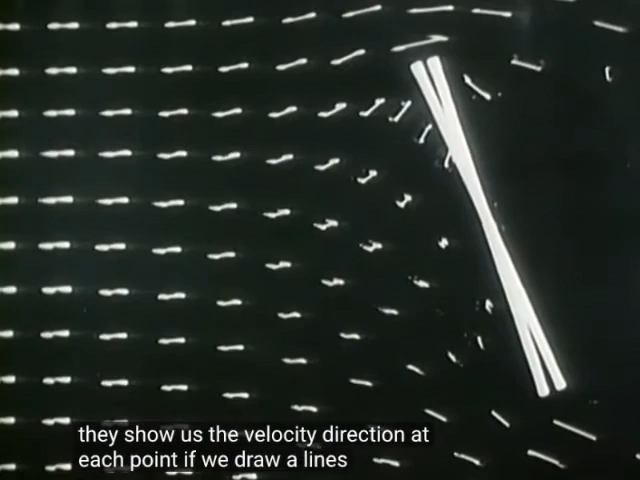 they show us the velocity direction at
each point if we draw a lines